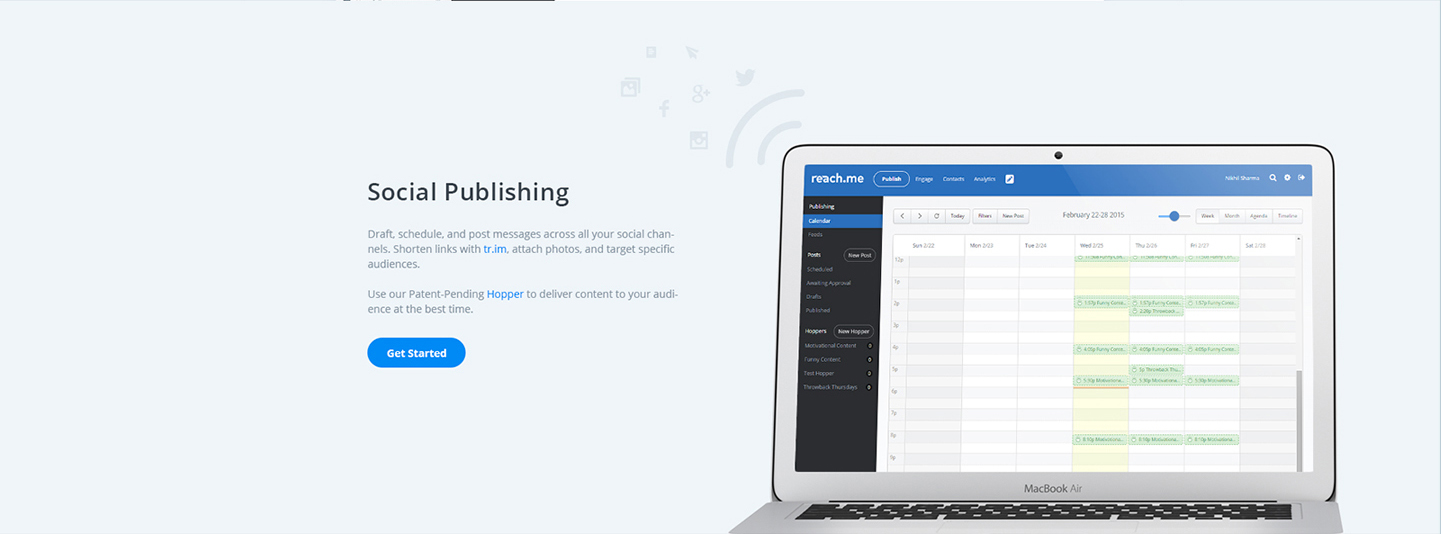 Social Publishing
Draft, schedule, and post messages across all your social chan-
nels. Shorten links with tr.im, attach photos, and target specific
audiences.
Use our Patent-Pending Hopper to deliver content to your audi-
ence at the best time.
Get Started
reach.me Publish Engage Contacts Analytics Nikhil Sharma
Publishing
Calendar
Feeds
Posts New Post
Scheduled
Awaiting Approval
Drafts
Published
Hoppers New Hopper
Motivational Content 0
Funny Content 0
Test Hopper 0
Throwback Thursdays 0
Today Filters New Post February 22-28 2015 Week Month Agenda Timeline
Sun 2/22 Mon 2/23 Tue 2/24 Wed 2/25 Thu 2/26 Fri 2/27 Sat 2/28
12p
1p
2p 1:57p Funny Conte... 1:57p Funny Conte... 1:57p Funny Conte...
2:28p Throwback ...
3p
4p 4:05p Funny Conte... 4:05p Funny Conte... 4:05p Funny Conte...
5p 5p Throwback Thu...
5:30p Motivationa... 5:30p Motivationa... 5:30p Motivationa...
6p
7p
8p 8:10p Motivationa... 8:10p Motivationa... 8:10p Motivationa...
9p
MacBook Air